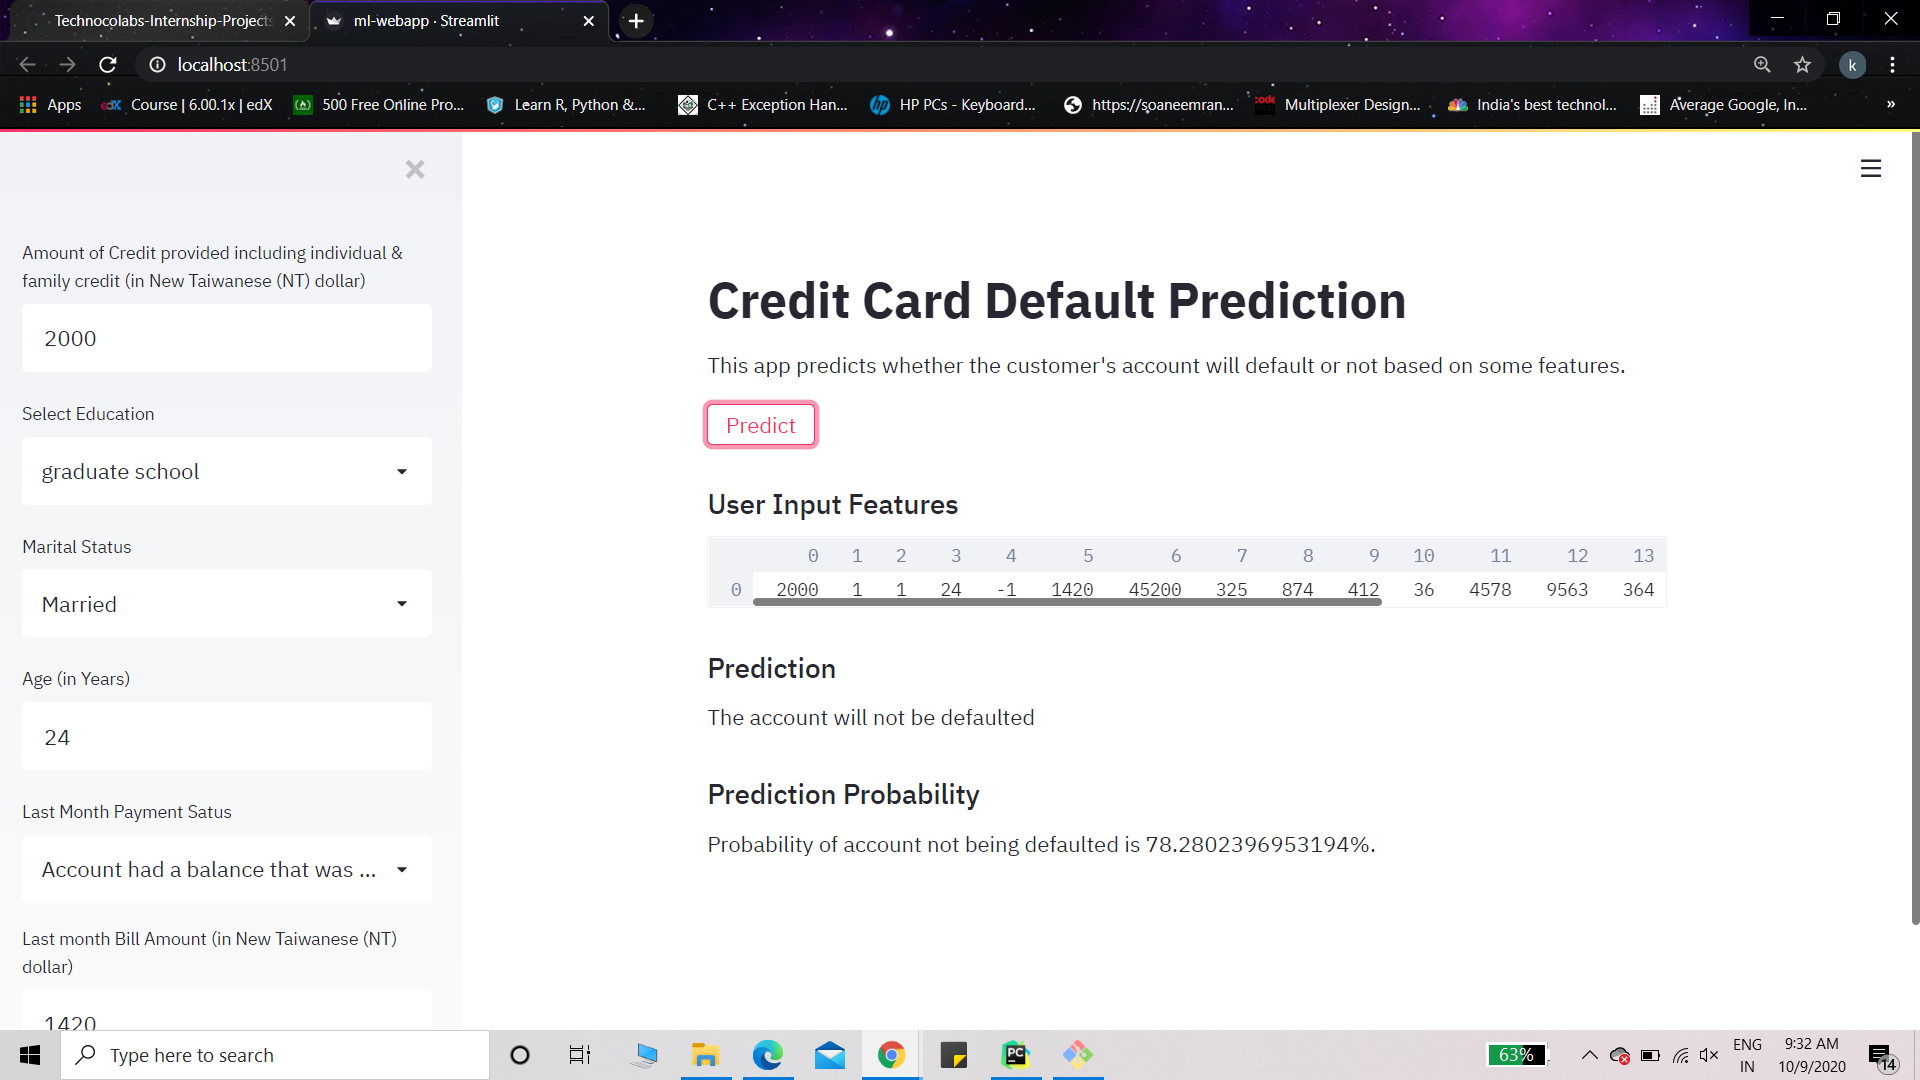 Technocolabs-Internship-Projects
ml-webapp · Streamlit
localhost:8501
k
Apps
Course | 6.00.1x | edX
500 Free Online Pro...
Learn R, Python &...
C++ Exception Han...
HP PCs - Keyboard...
https://spaneemran...
Multiplexer Design...
India's best technol...
Average Google, In...
»
Amount of Credit provided including individual &
family credit (in New Taiwanese (NT) dollar)
2000
Select Education
graduate school
Marital Status
Married
Age (in Years)
24
Last Month Payment Satus
Account had a balance that was ...
Last month Bill Amount (in New Taiwanese (NT)
dollar)
1420
Credit Card Default Prediction
This app predicts whether the customer's account will default or not based on some features.
Predict
User Input Features
0 1 2 3 4 5 6 7 8 9 10 11 12 13
0 2000 1 1 24 -1 1420 45200 325 874 412 36 4578 9563 364
Prediction
The account will not be defaulted
Prediction Probability
Probability of account not being defaulted is 78.2802396953194%.
Type here to search
PC
63%
ENG
IN
9:32 AM
10/9/2020
14